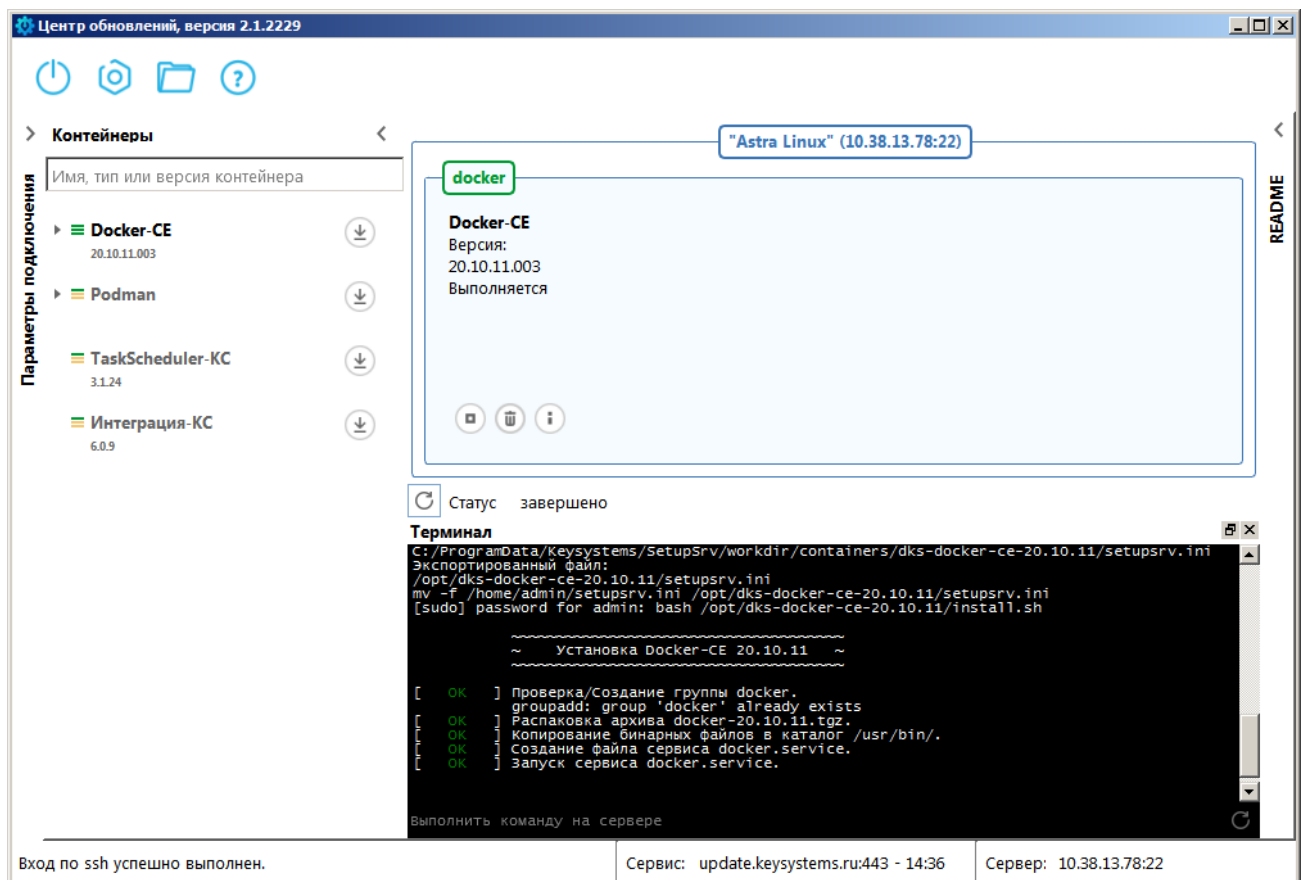 Центр обновлений, версия 2.1.2229
Контейнеры
Имя, тип или версия контейнера
Параметры подключения
Docker-CE
20.10.11.003
Podman
TaskScheduler-КС
3.1.24
Интеграция-КС
6.0.9
"Astra Linux" (10.38.13.78:22)
docker
Docker-CE
Версия:
20.10.11.003
Выполняется
README
Статус завершено
Терминал
C:/ProgramData/Keysystems/SetupSrv/workdir/containers/dks-docker-ce-20.10.11/setupsrv.ini
Экспортированный файл:
/opt/dks-docker-ce-20.10.11/setupsrv.ini
mv -f /home/admin/setupsrv.ini /opt/dks-docker-ce-20.10.11/setupsrv.ini
[sudo] password for admin: bash /opt/dks-docker-ce-20.10.11/install.sh
~~~~~~~~~~~~~~~~~~~~~~~~~~~~~~~~~~~~~
~ Установка Docker-CE 20.10.11 ~
~~~~~~~~~~~~~~~~~~~~~~~~~~~~~~~~~~~~~
[ OK ] Проверка/Создание группы docker.
groupadd: group 'docker' already exists
[ OK ] Распаковка архива docker-20.10.11.tgz.
[ OK ] Копирование бинарных файлов в каталог /usr/bin/.
[ OK ] Создание файла сервиса docker.service.
[ OK ] Запуск сервиса docker.service.
Выполнить команду на сервере
Вход по ssh успешно выполнен.
Сервис: update.keysystems.ru:443 - 14:36
Сервер: 10.38.13.78:22